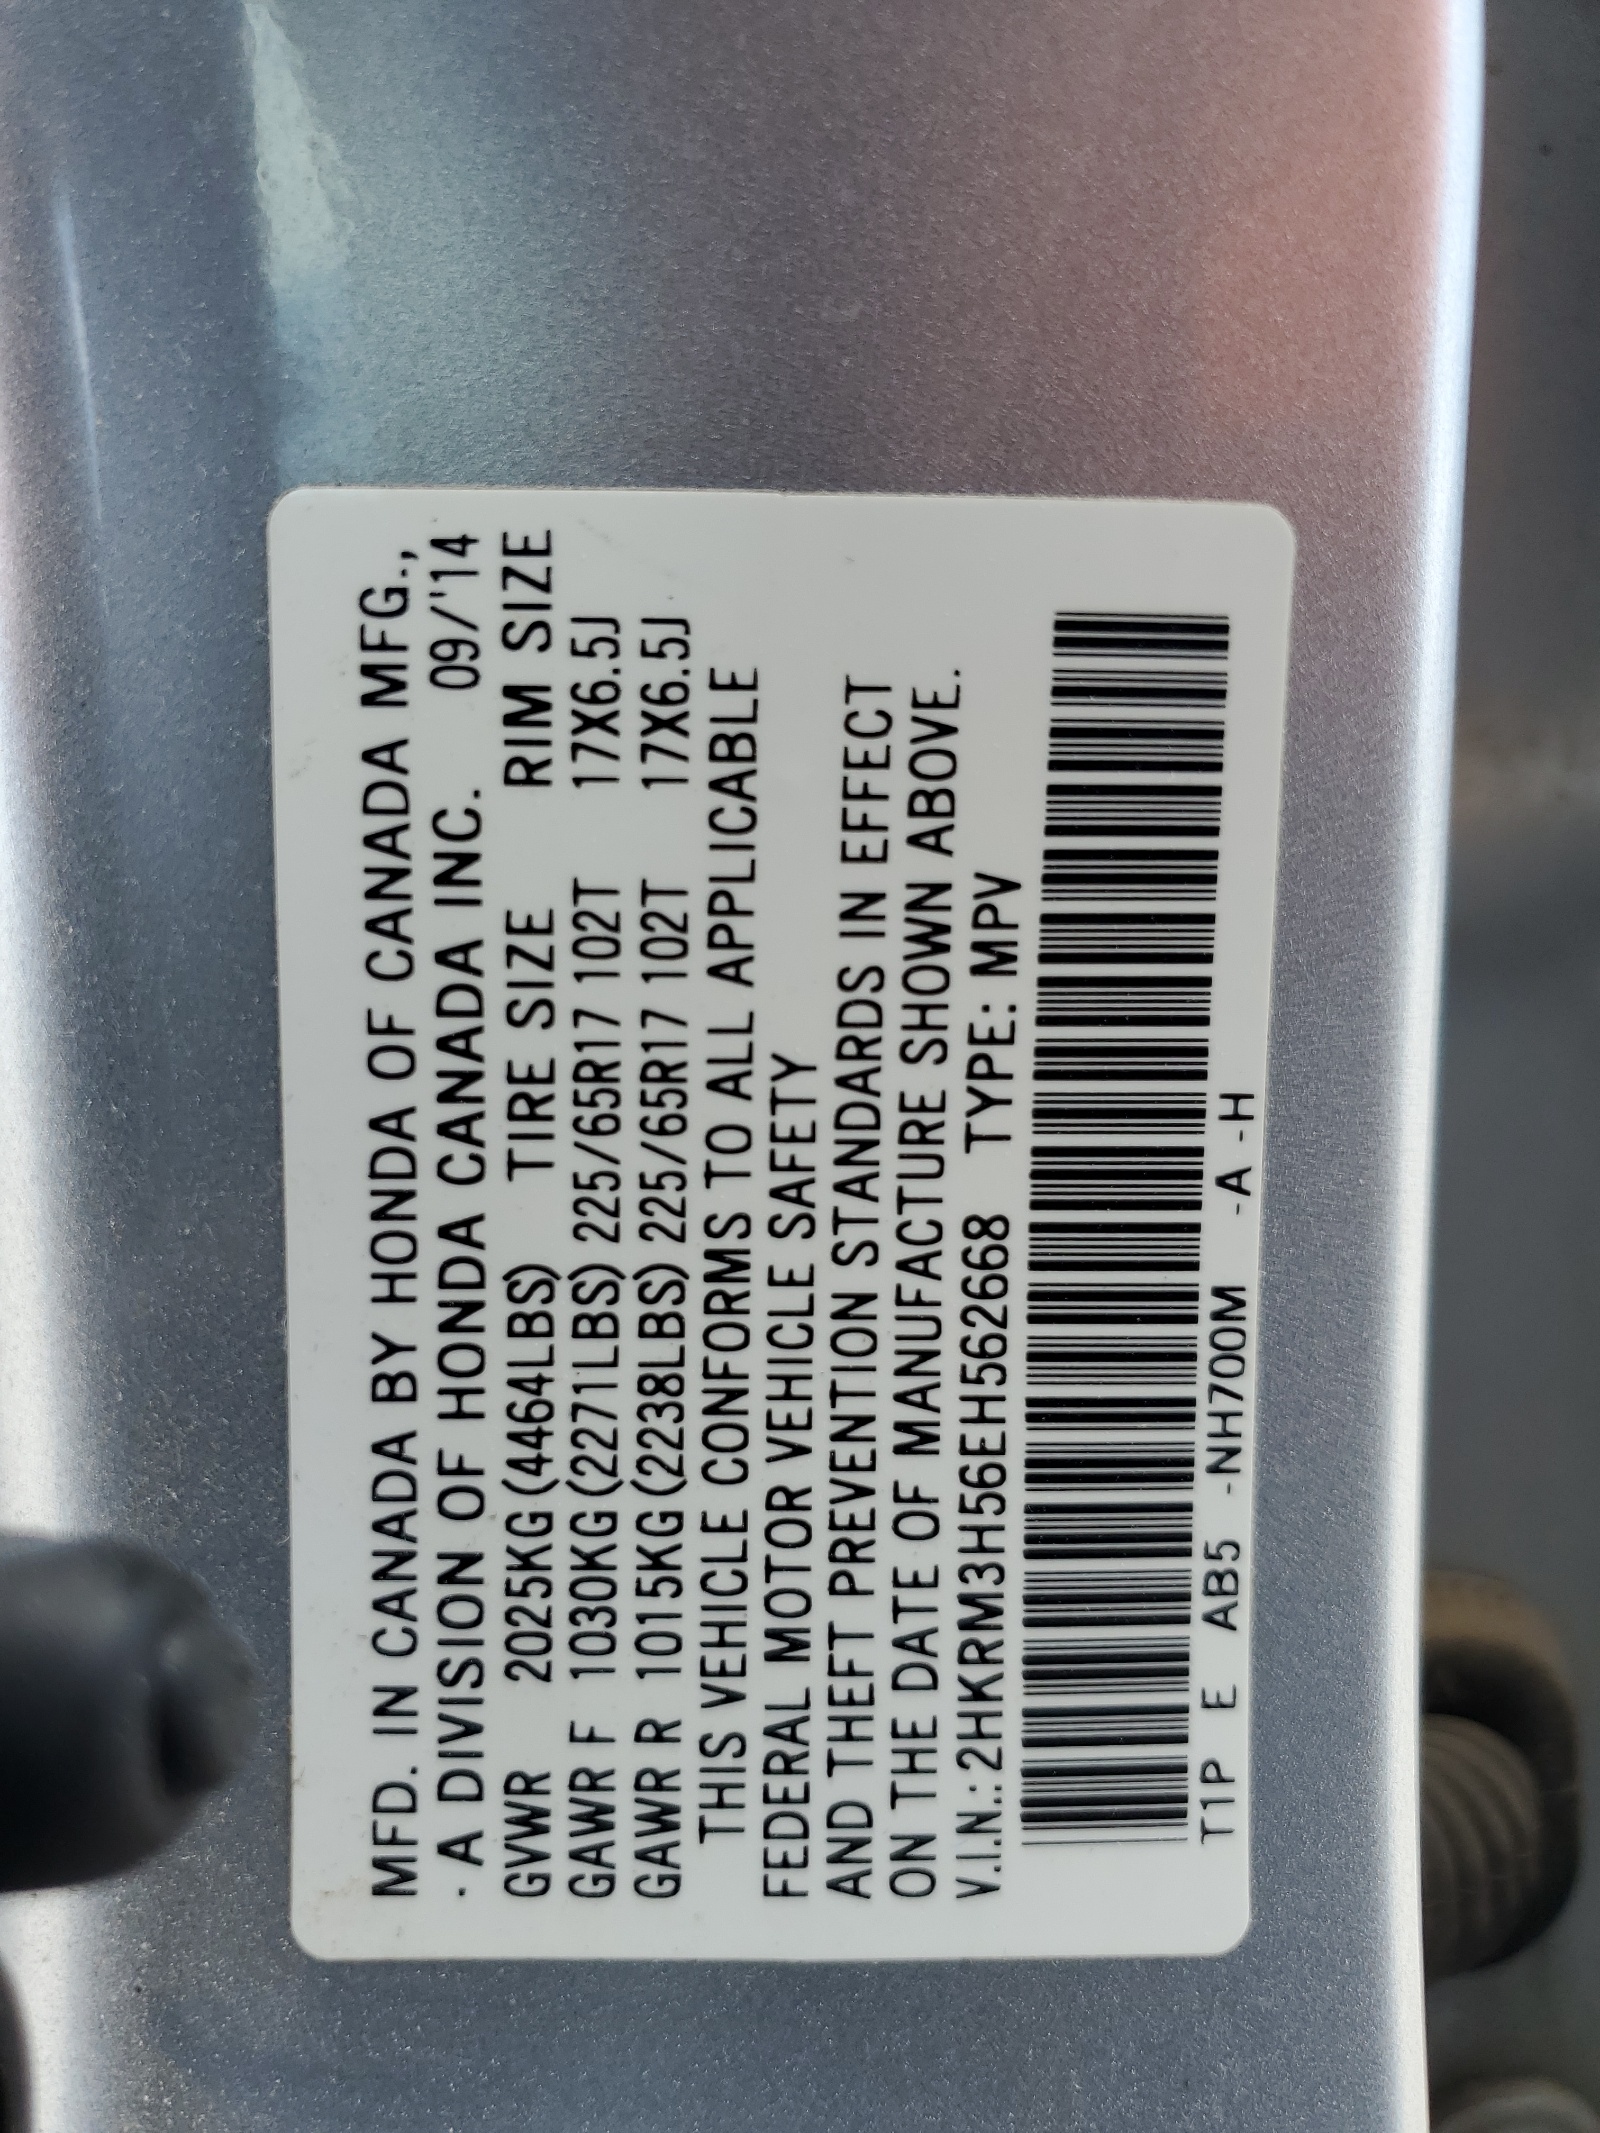 MFD. IN CANADA BY HONDA OF CANADA MFG.,
. A DIVISION OF HONDA CANADA INC. 09/'14
GVWR 2025KG (4464LBS) TIRE SIZE RIM SIZE
GAWR F 1030KG (2271LBS) 225/65R17 102T 17X6.5J
GAWR R 1015KG (2238LBS) 225/65R17 102T 17X6.5J
THIS VEHICLE CONFORMS TO ALL APPLICABLE
FEDERAL MOTOR VEHICLE SAFETY
AND THEFT PREVENTION STANDARDS IN EFFECT
ON THE DATE OF MANUFACTURE SHOWN ABOVE.
V.I.N.: 2HKRM3H56EH562668 TYPE: MPV
T1P E AB5 -NH700M -A -H